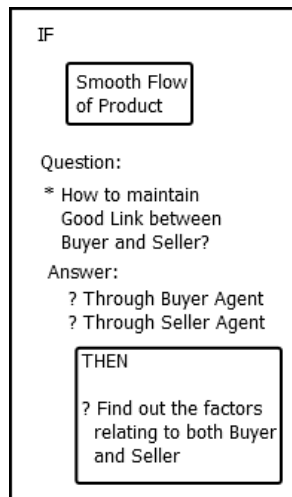 IF
Smooth Flow
of Product
Question:
* How to maintain
Good Link between
Buyer and Seller?
Answer:
? Through Buyer Agent
? Through Seller Agent
THEN
? Find out the factors
relating to both Buyer
and Seller